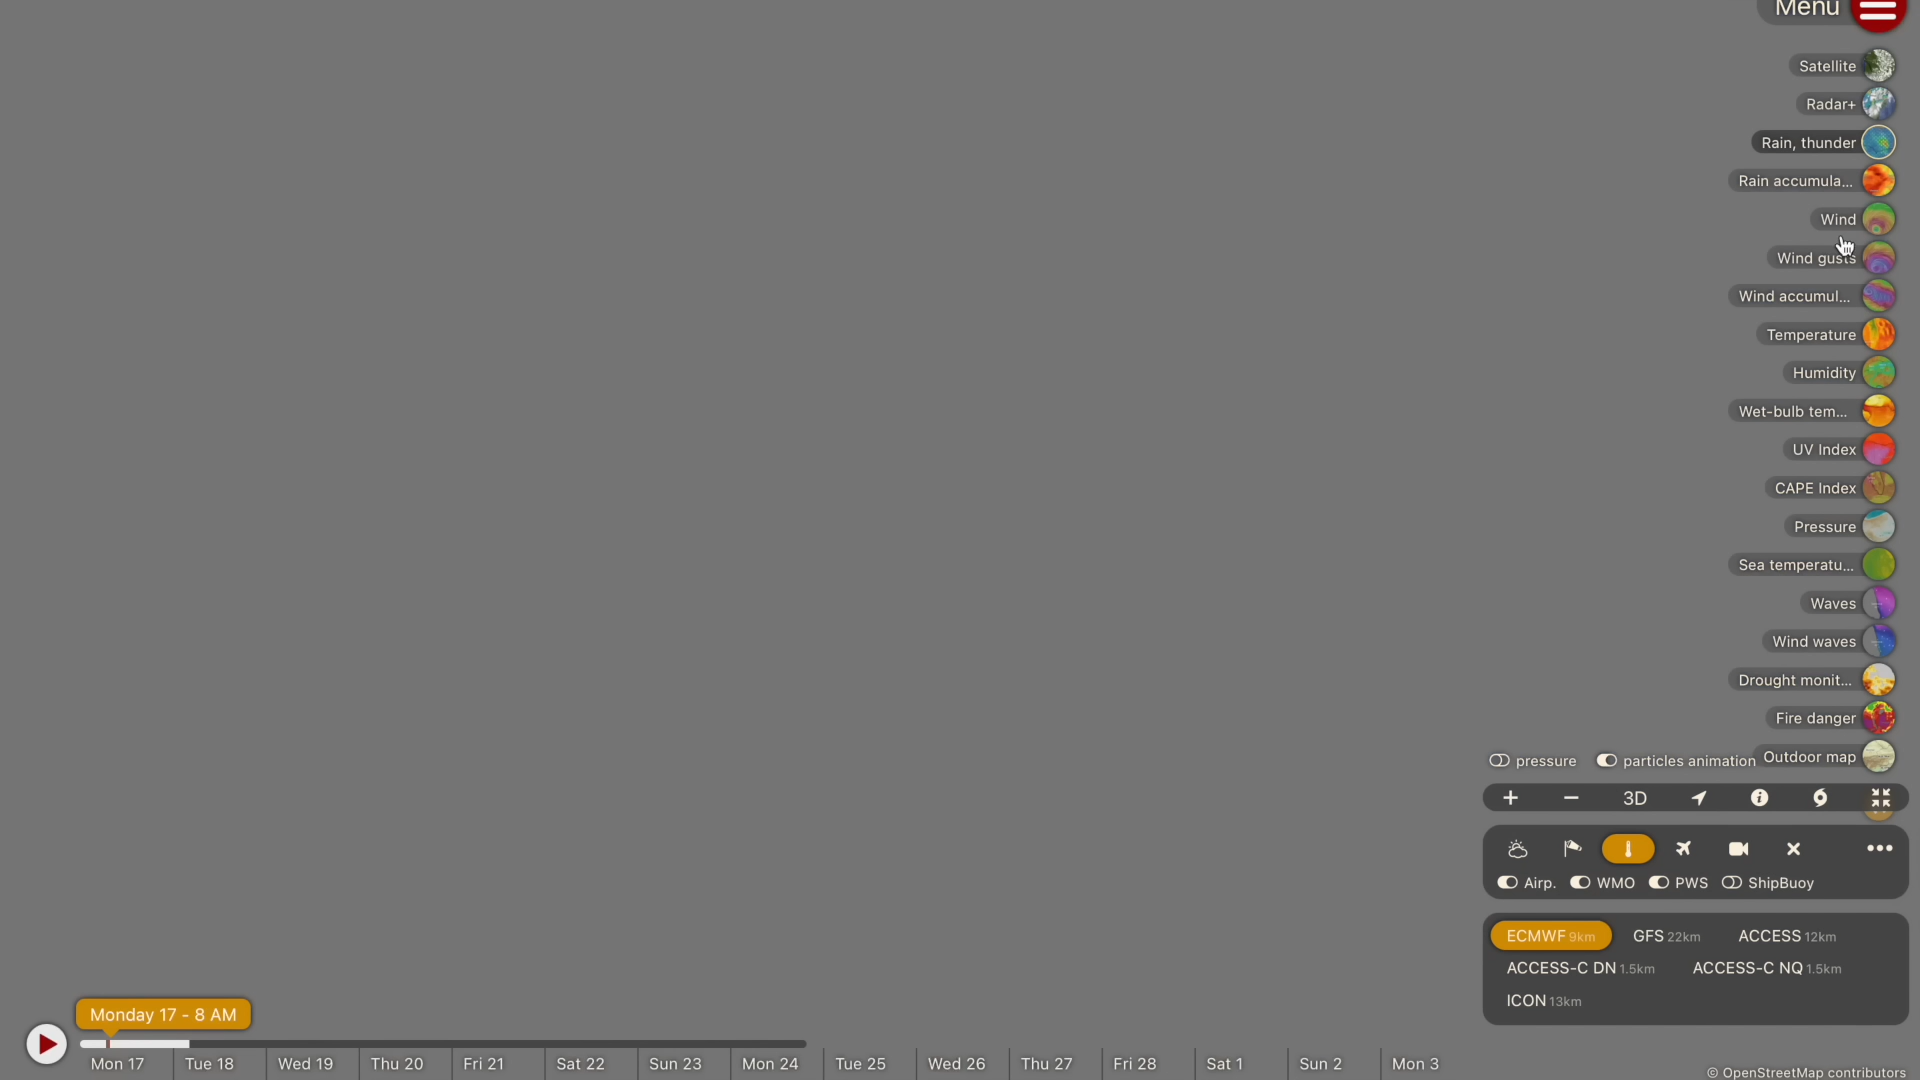 Menu
Satellite
Radar+
Rain, thunder
Rain accumula...
Wind
Wind gusts
Wind accumul...
Temperature
Humidity
Wet-bulb tem...
UV Index
CAPE Index
Pressure
Sea temperatu...
Waves
Wind waves
Drought monit...
Fire danger
pressure particles animation Outdoor map
+ − 3D
Airp. WMO PWS ShipBuoy
ECMWF 9km GFS 22km ACCESS 12km
ACCESS-C DN 1.5km ACCESS-C NQ 1.5km
ICON 13km
Monday 17 - 8 AM
Mon 17 Tue 18 Wed 19 Thu 20 Fri 21 Sat 22 Sun 23 Mon 24 Tue 25 Wed 26 Thu 27 Fri 28 Sat 1 Sun 2 Mon 3
© OpenStreetMap contributors